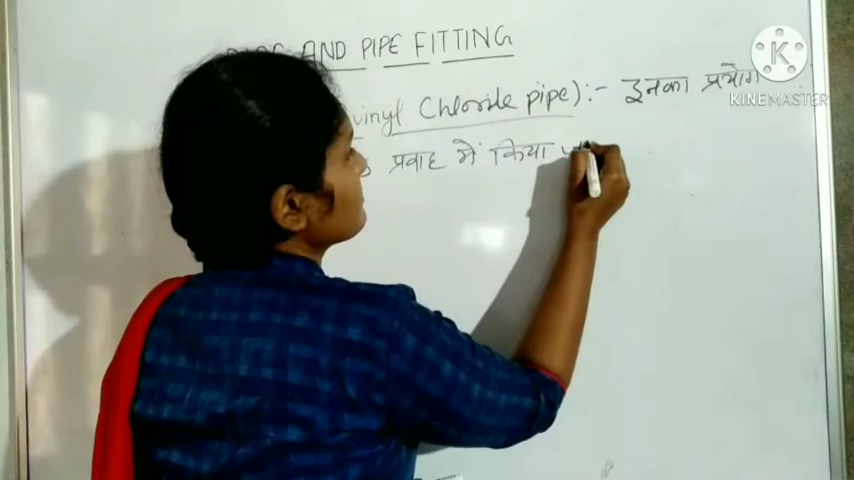 AND PIPE FITTING
vinyl Chloride pipe):- इनका प्रयोग
प्रवाह में किया
KINEMASTER